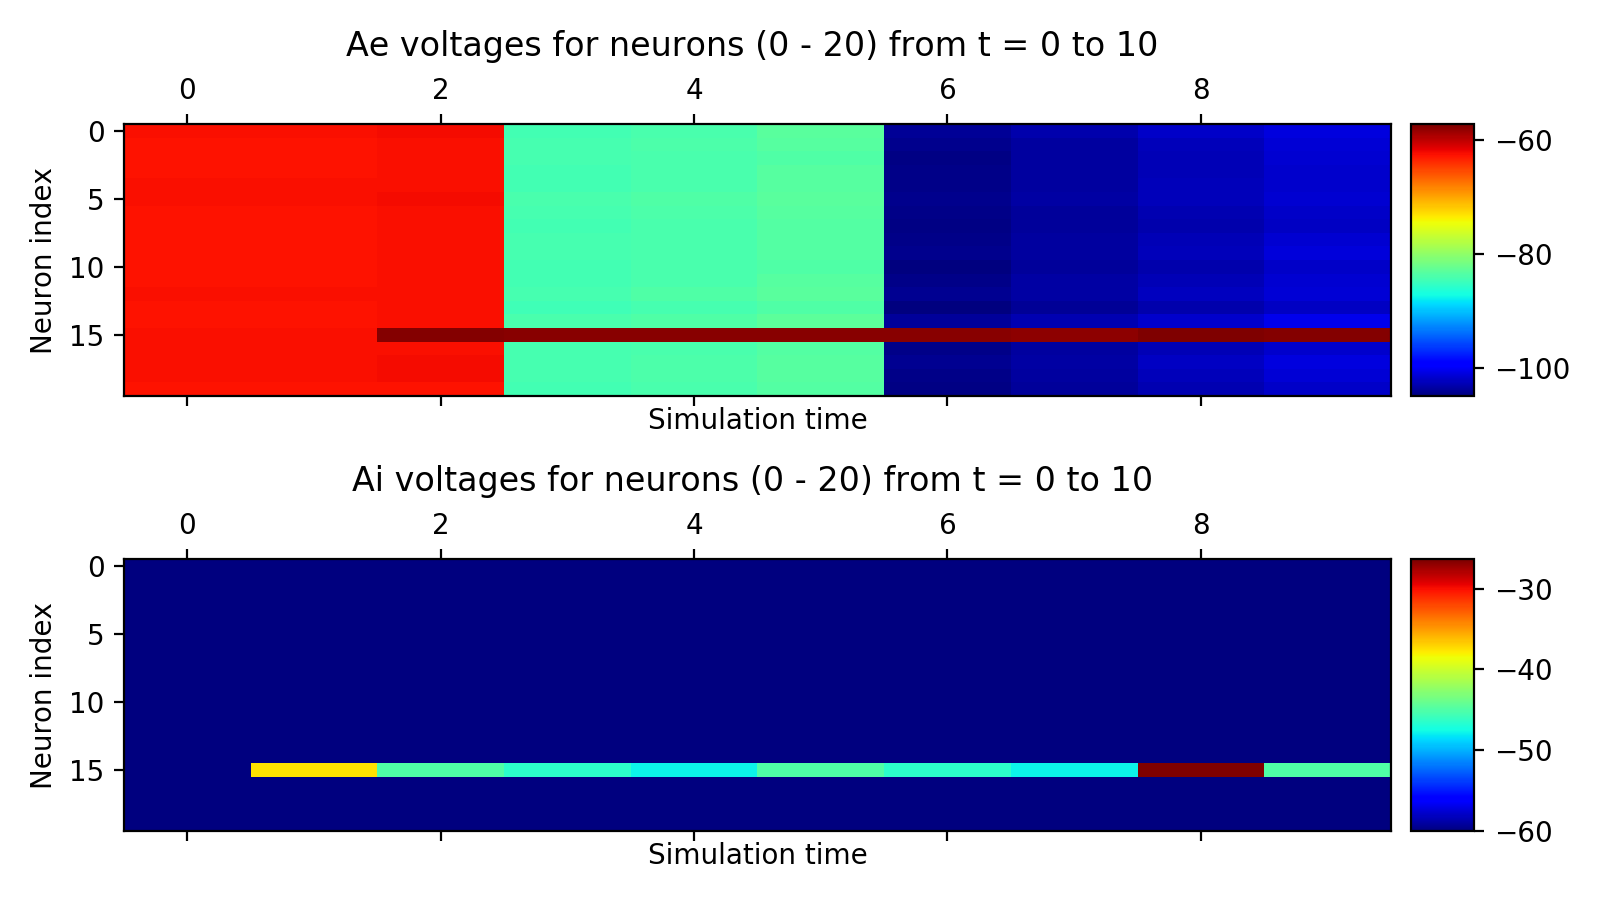 Ae voltages for neurons (0 - 20) from t = 0 to 10
0 2 4 6 8
Neuron index
0
5
10
15
−60
−80
−100
Simulation time
Ai voltages for neurons (0 - 20) from t = 0 to 10
0 2 4 6 8
Neuron index
0
5
10
15
−30
−40
−50
−60
Simulation time